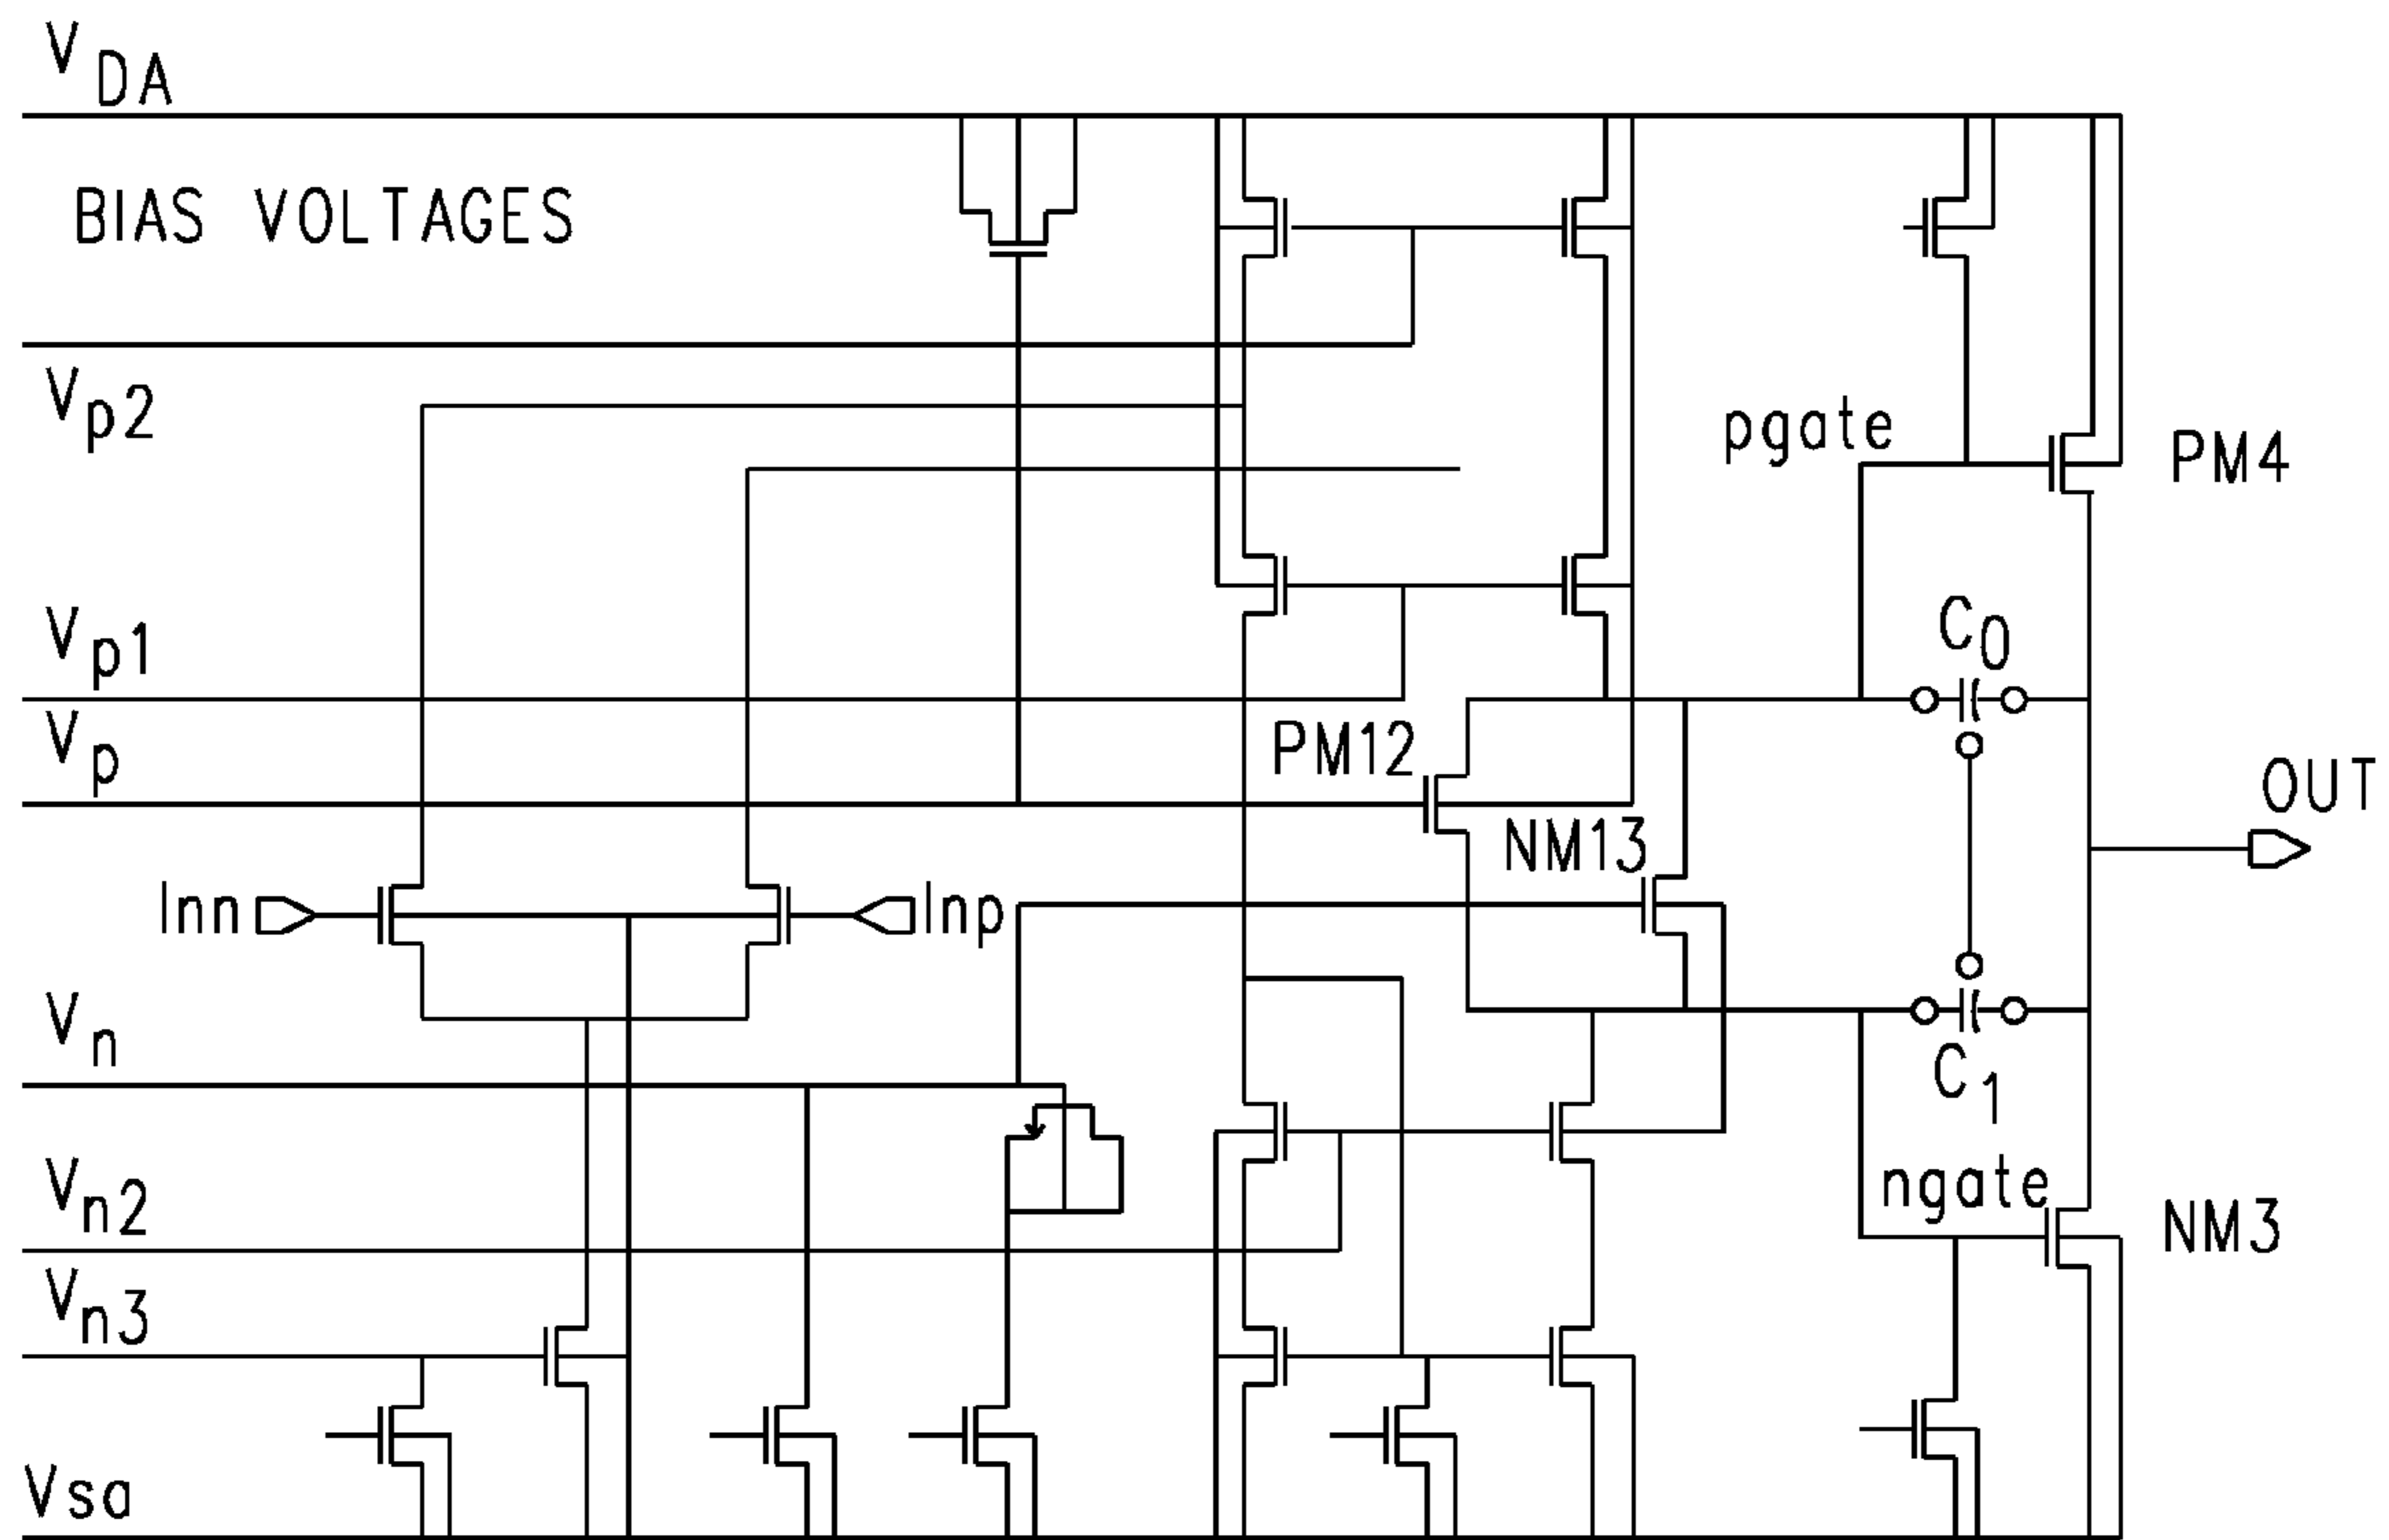 VDA
BIAS VOLTAGES
Vp2
pgate
PM4
Vp1
C0
Vp
PM12
NM13
OUT
Inn
Inp
Vn
C1
Vn2
ngate
NM3
Vn3
Vsa